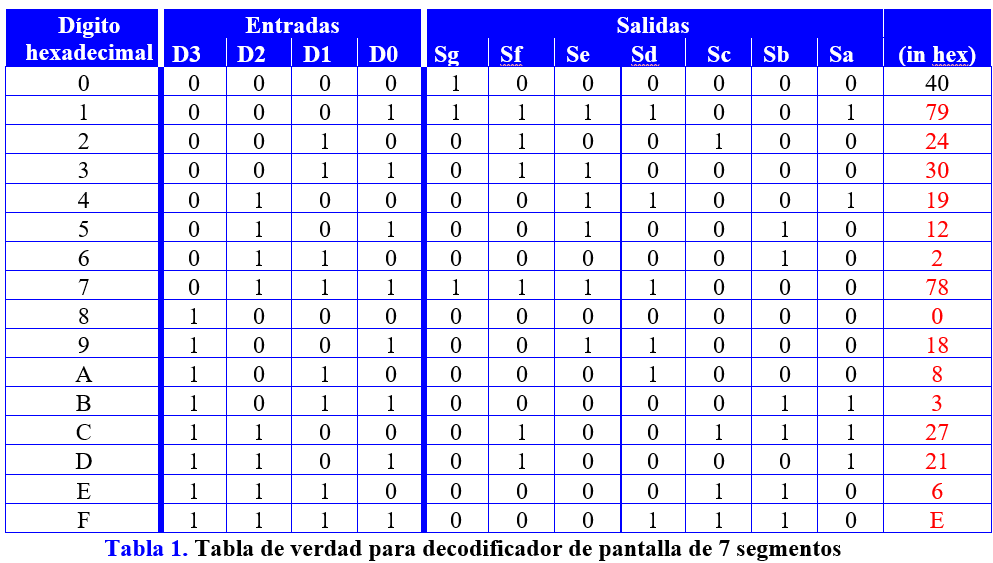 Dígito Entradas Salidas
hexadecimal D3 D2 D1 D0 Sg Sf Se Sd Sc Sb Sa (in hex)
0 0 0 0 0 1 0 0 0 0 0 0 40
1 0 0 0 1 1 1 1 1 0 0 1 79
2 0 0 1 0 0 1 0 0 1 0 0 24
3 0 0 1 1 0 1 1 0 0 0 0 30
4 0 1 0 0 0 0 1 1 0 0 1 19
5 0 1 0 1 0 0 1 0 0 1 0 12
6 0 1 1 0 0 0 0 0 0 1 0 2
7 0 1 1 1 1 1 1 1 0 0 0 78
8 1 0 0 0 0 0 0 0 0 0 0 0
9 1 0 0 1 0 0 1 1 0 0 0 18
A 1 0 1 0 0 0 0 1 0 0 0 8
B 1 0 1 1 0 0 0 0 0 1 1 3
C 1 1 0 0 0 1 0 0 1 1 1 27
D 1 1 0 1 0 1 0 0 0 0 1 21
E 1 1 1 0 0 0 0 0 1 1 0 6
F 1 1 1 1 0 0 0 1 1 1 0 E
Tabla 1. Tabla de verdad para decodificador de pantalla de 7 segmentos